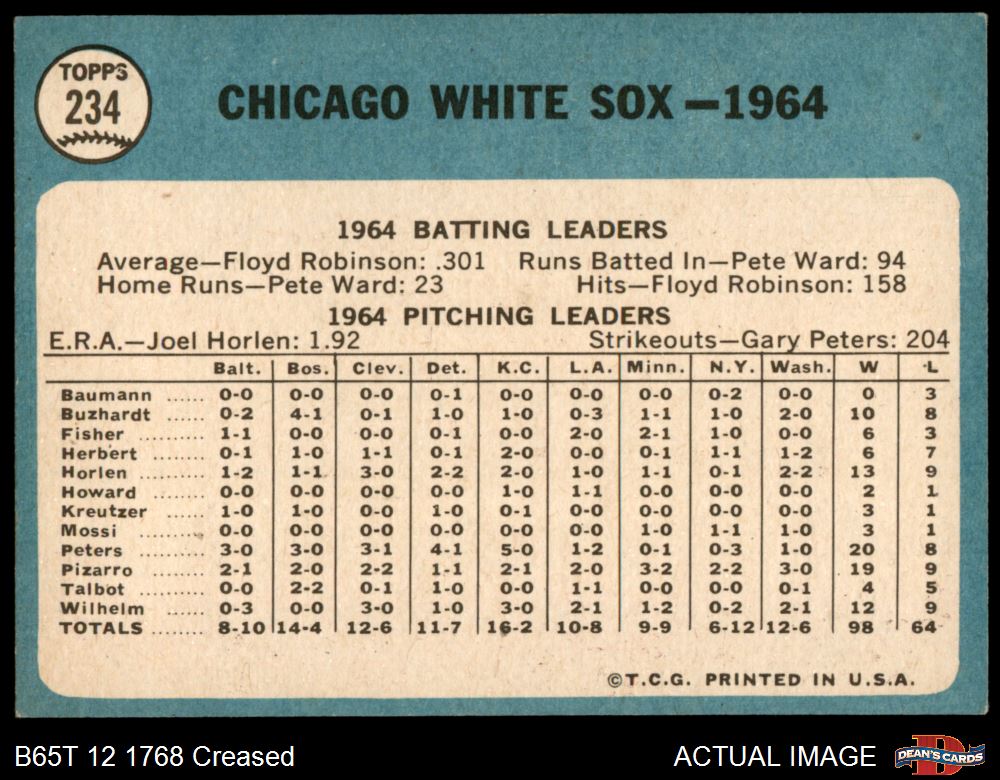 TOPPS
234
CHICAGO WHITE SOX—1964
1964 BATTING LEADERS
Average—Floyd Robinson: .301 Runs Batted In—Pete Ward: 94
Home Runs—Pete Ward: 23 Hits—Floyd Robinson: 158
1964 PITCHING LEADERS
E.R.A.—Joel Horlen: 1.92 Strikeouts—Gary Peters: 204
Balt. Bos. Clev. Det. K.C. L.A. Minn. N.Y. Wash. W L
Baumann ...... 0-0 0-0 0-0 0-1 0-0 0-0 0-0 0-2 0-0 0 3
Buzhardt ...... 0-2 4-1 0-1 1-0 1-0 0-3 1-1 1-0 2-0 10 8
Fisher .......... 1-1 0-0 0-0 0-1 0-0 2-0 2-1 1-0 0-0 6 3
Herbert ........ 0-1 1-0 1-1 0-1 2-0 0-0 0-1 1-1 1-2 6 7
Horlen ......... 1-2 1-1 3-0 2-2 2-0 1-0 1-1 0-1 2-2 13 9
Howard ........ 0-0 0-0 0-0 0-0 1-0 1-1 0-0 0-0 0-0 2 1
Kreutzer ...... 1-0 1-0 0-0 1-0 0-1 0-0 0-0 0-0 0-0 3 1
Mossi .......... 0-0 0-0 0-0 0-0 0-0 0-0 1-0 1-1 1-0 3 1
Peters ......... 3-0 3-0 3-1 4-1 5-0 1-2 0-1 0-3 1-0 20 8
Pizarro ......... 2-1 2-0 2-2 1-1 2-1 2-0 3-2 2-2 3-0 19 9
Talbot .......... 0-0 2-2 0-1 1-0 0-0 1-1 0-0 0-0 0-1 4 5
Wilhelm ...... 0-3 0-0 3-0 1-0 3-0 2-1 1-2 0-2 2-1 12 9
TOTALS ........ 8-10 14-4 12-6 11-7 16-2 10-8 9-9 6-12 12-6 98 64
©T.C.G. PRINTED IN U.S.A.
B65T 12 1768 Creased ACTUAL IMAGE
DEAN'S CARDS